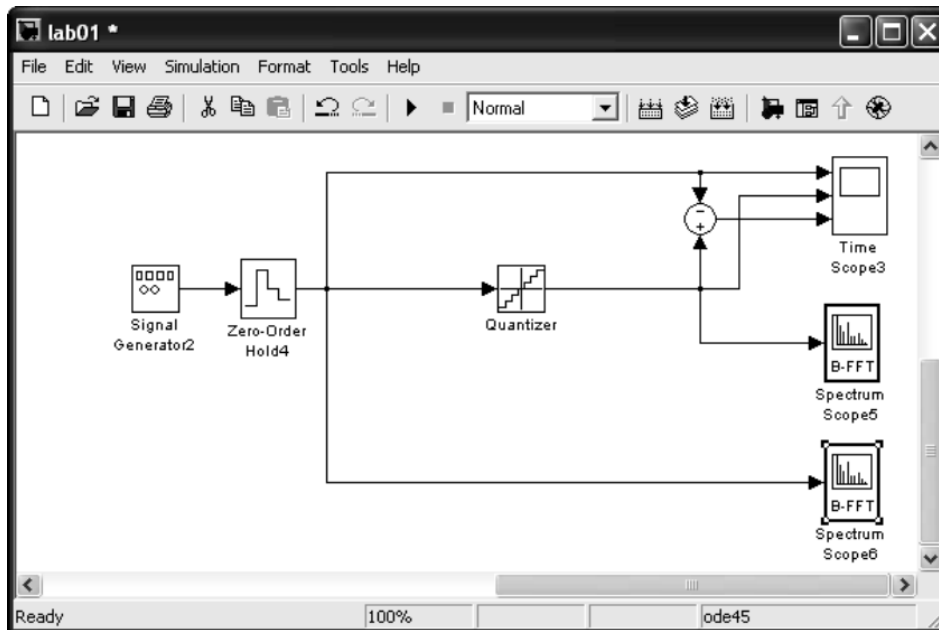 lab01 *
File Edit View Simulation Format Tools Help
Normal
Time
Scope3
Signal
Generator2
Zero-Order
Hold4
Quantizer
B-FFT
Spectrum
Scope5
B-FFT
Spectrum
Scope6
Ready 100% ode45